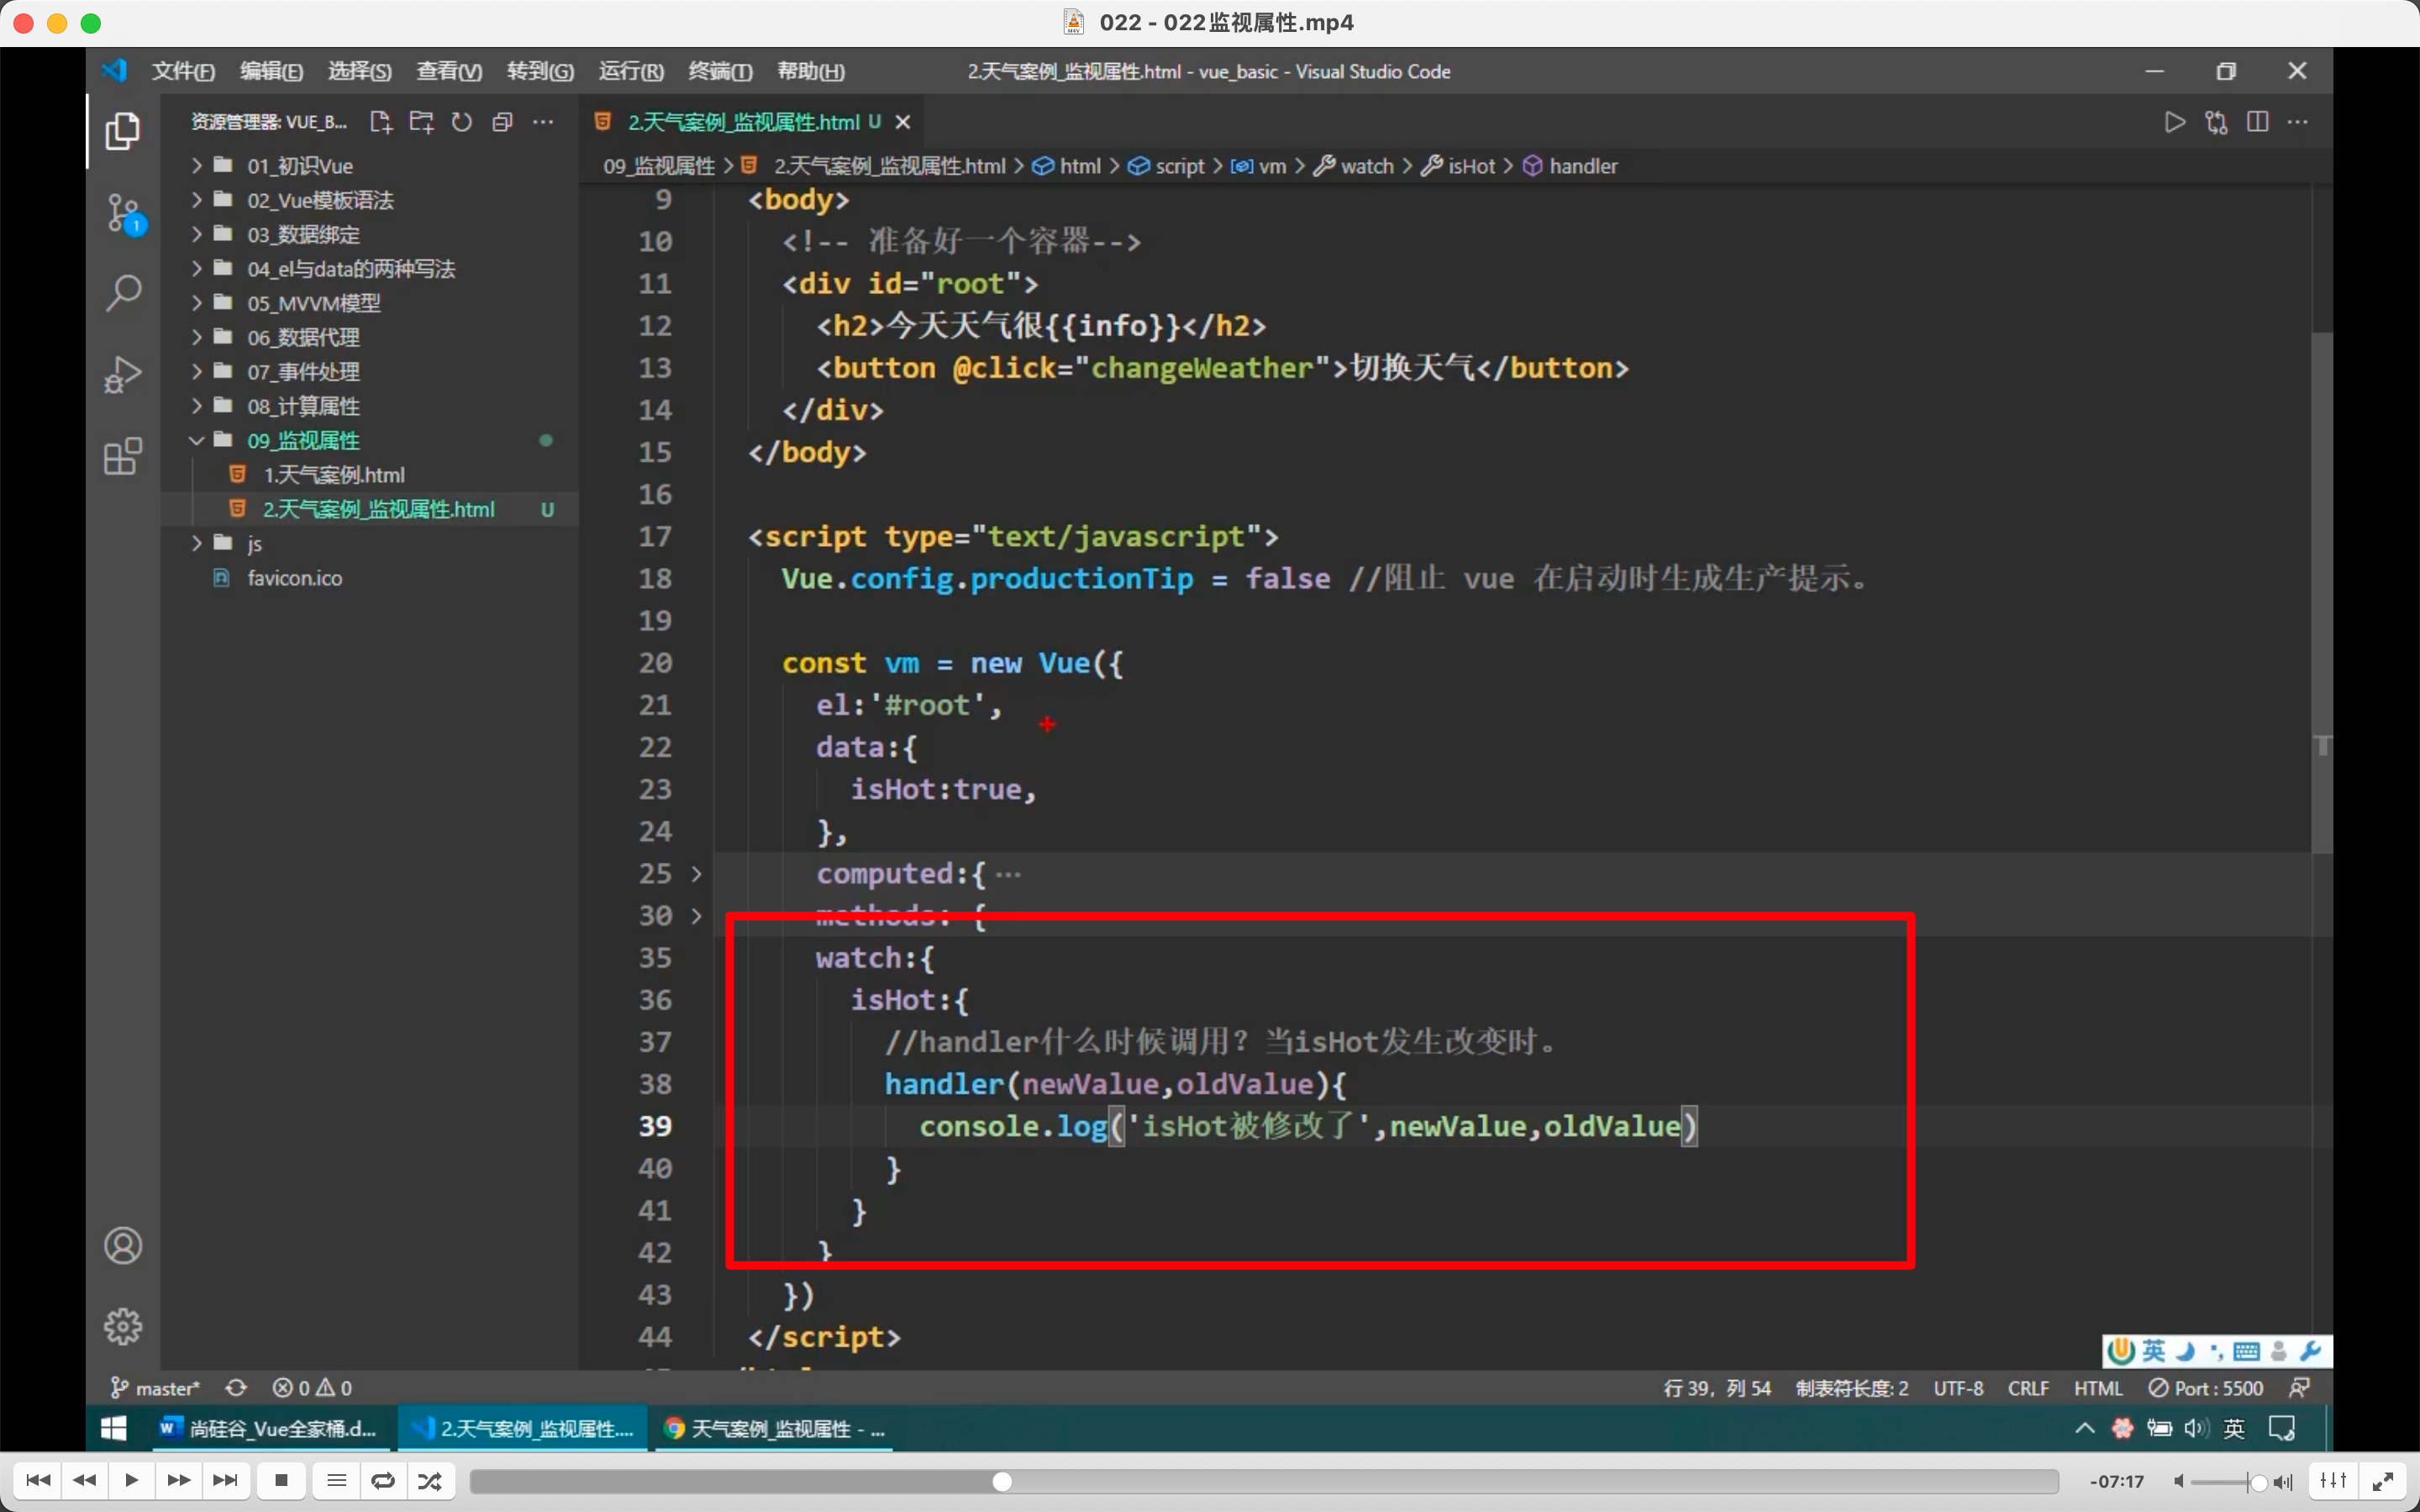 022 - 022监视属性.mp4
文件(F) 编辑(E) 选择(S) 查看(V) 转到(G) 运行(R) 终端(T) 帮助(H) 2.天气案例_监视属性.html - vue_basic - Visual Studio Code
资源管理器: VUE_B...
2.天气案例_监视属性.html U
09_监视属性 > 2.天气案例_监视属性.html > html > script > vm > watch > isHot > handler
01_初识Vue
02_Vue模板语法
03_数据绑定
04_el与data的两种写法
05_MVVM模型
06_数据代理
07_事件处理
08_计算属性
09_监视属性
1.天气案例.html
2.天气案例_监视属性.html U
js
favicon.ico
1
9 <body>
10 <!-- 准备好一个容器-->
11 <div id="root">
12 <h2>今天天气很{{info}}</h2>
13 <button @click="changeWeather">切换天气</button>
14 </div>
15 </body>
16
17 <script type="text/javascript">
18 Vue.config.productionTip = false //阻止 vue 在启动时生成生产提示。
19
20 const vm = new Vue({
21 el:'#root',
22 data:{
23 isHot:true,
24 },
25 computed:{ ···
30 methods: {
35 watch:{
36 isHot:{
37 //handler什么时候调用？当isHot发生改变时。
38 handler(newValue,oldValue){
39 console.log('isHot被修改了',newValue,oldValue)
40 }
41 }
42 }
43 })
44 </script>
英
master* 0 0 行 39，列 54 制表符长度: 2 UTF-8 CRLF HTML Port : 5500
尚硅谷_Vue全家桶.d... 2.天气案例_监视属性.... 天气案例_监视属性 - ... 英
-07:17